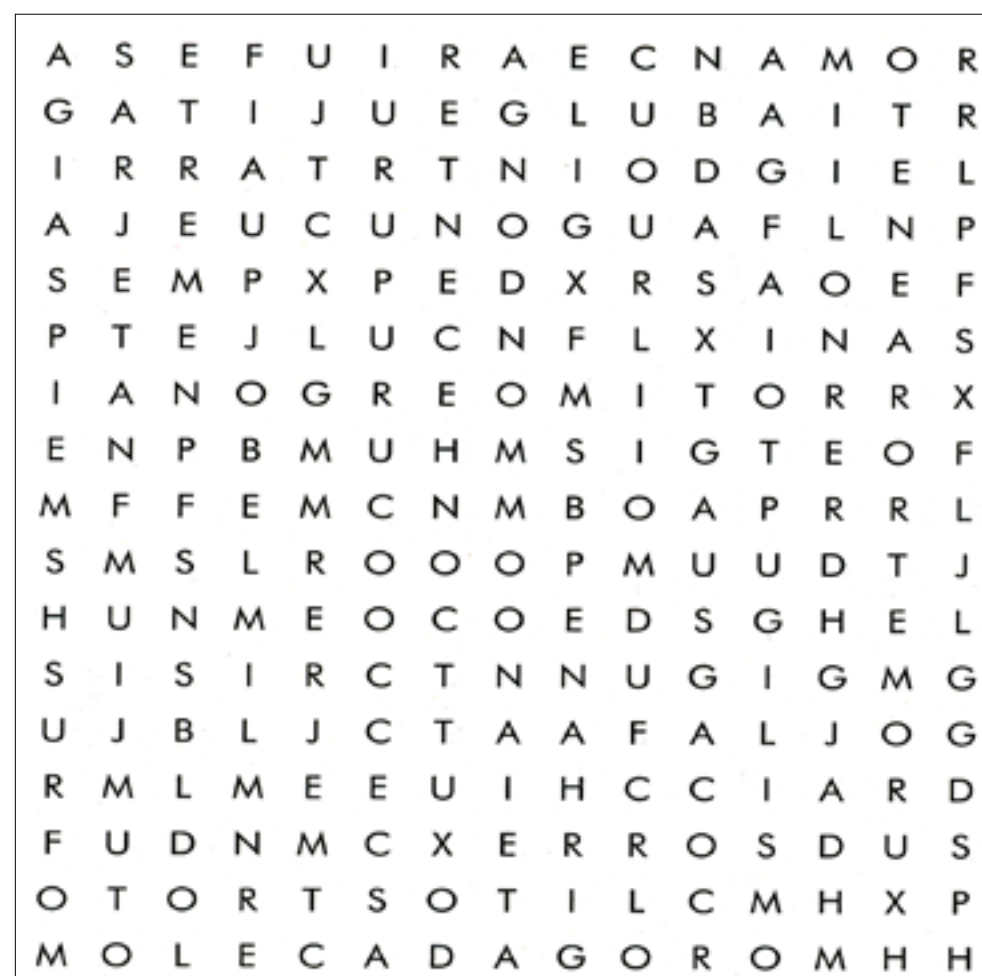 A S E F U I R A E C N A M O R
G A T I J U E G L U B A I T R
I R R A T R T N I O D G I E L
A J E U C U N O G U A F L N P
S E M P X P E D X R S A O E F
P T E J L U C N F L X I N A S
I A N O G R E O M I T O R R X
E N P B M U H M S I G T E O F
M F F E M C N M B O A P R R L
S M S L R O O O P M U U D T J
H U N M E O C O E D S G H E L
S I S I R C T N N U G I G M G
U J B L J C T A A F A L J O G
R M L M E E U I H C C I A R D
F U D N M C X E R R O S D U S
O T O R T S O T I L C M H X P
M O L E C A D A G O R O M H H